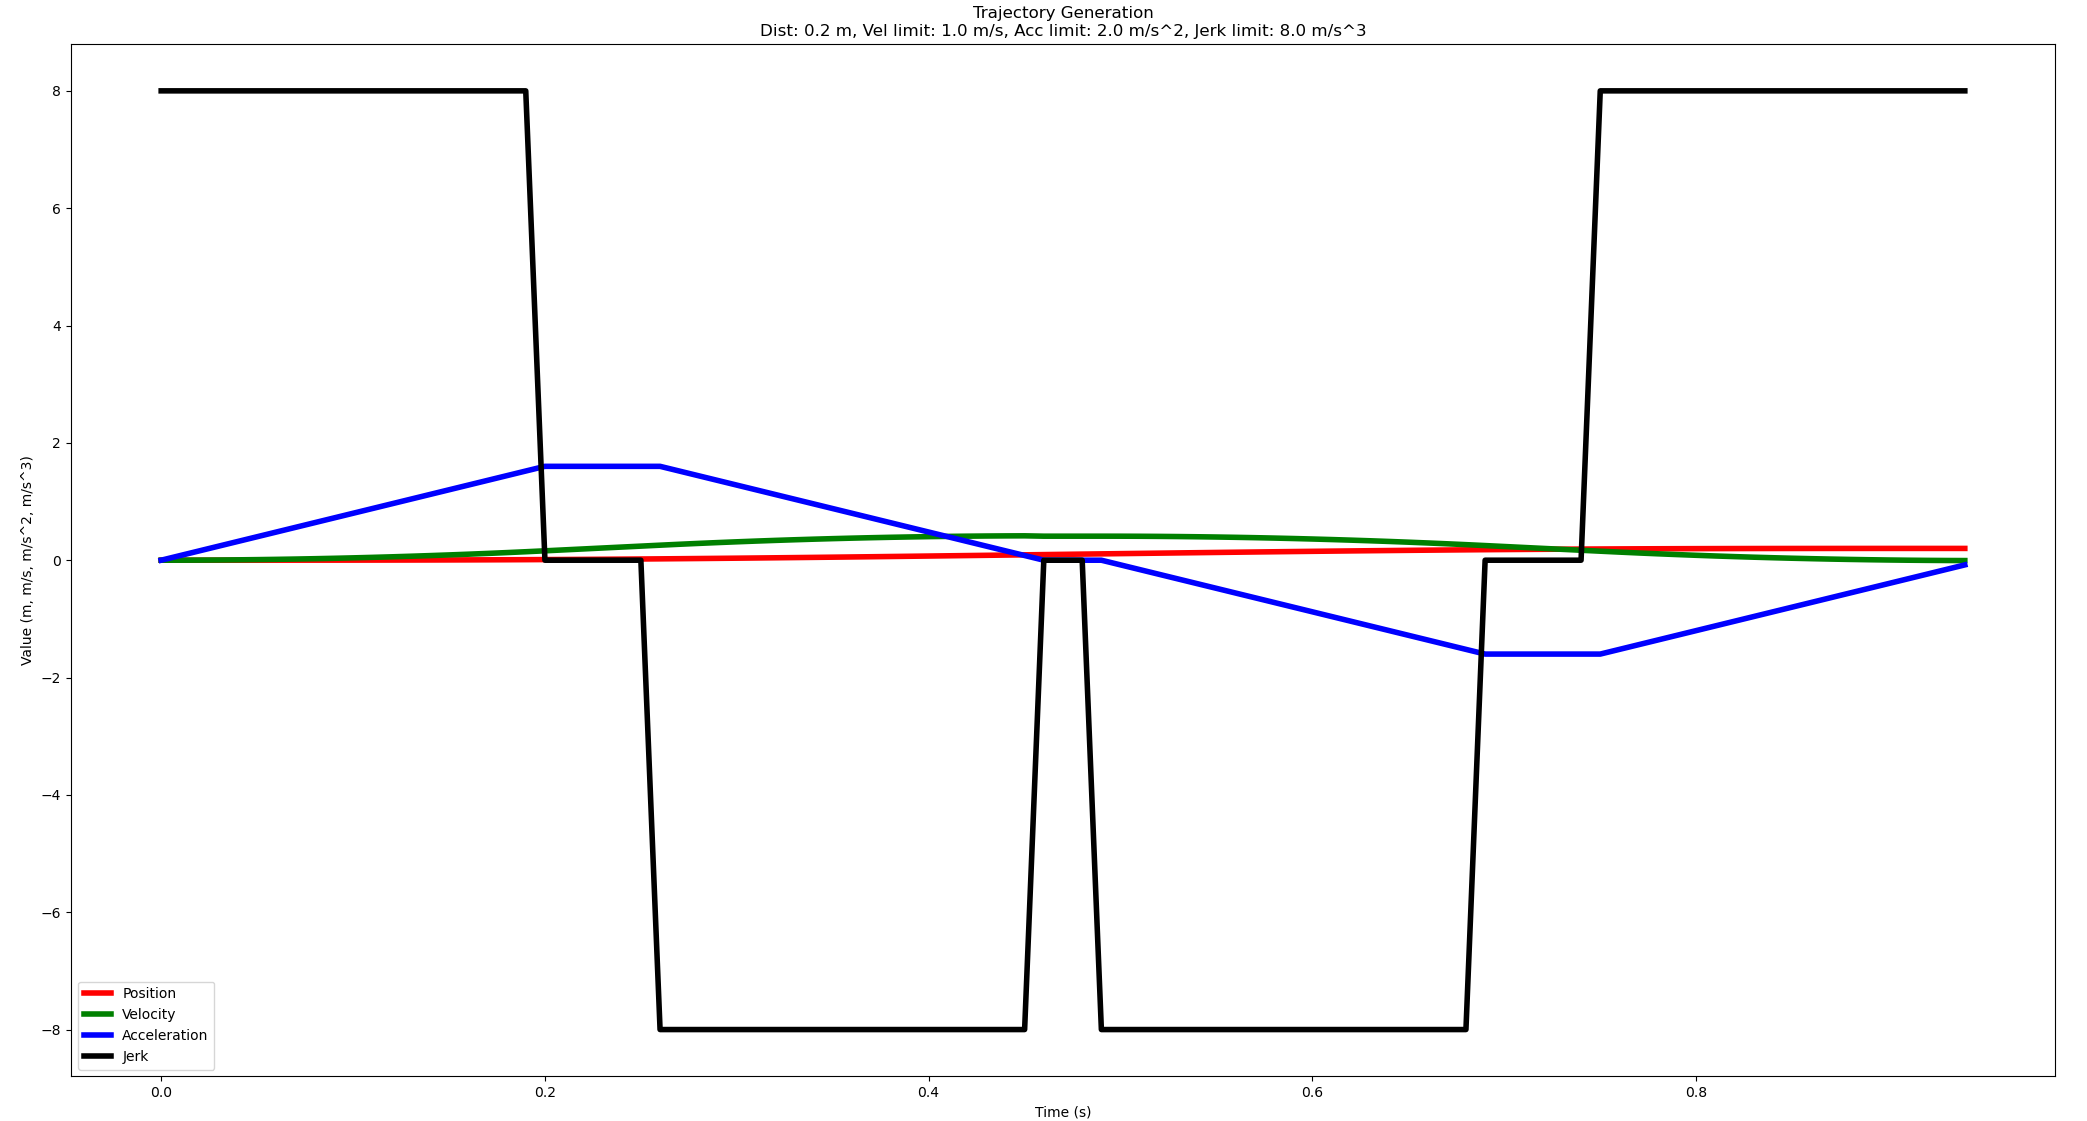 Trajectory Generation
Dist: 0.2 m, Vel limit: 1.0 m/s, Acc limit: 2.0 m/s^2, Jerk limit: 8.0 m/s^3
Value (m, m/s, m/s^2, m/s^3)
8
6
4
2
0
−2
−4
−6
−8
Position
Velocity
Acceleration
Jerk
0.0
0.2
0.4
0.6
0.8
Time (s)